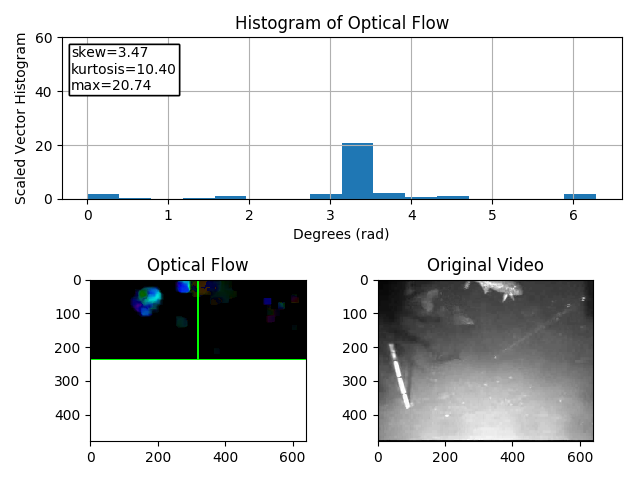 Histogram of Optical Flow
60
40
20
0
Scaled Vector Histogram
skew=3.47
kurtosis=10.40
max=20.74
0 1 2 3 4 5 6
Degrees (rad)
Optical Flow
0
100
200
300
400
0 200 400 600
Original Video
0
100
200
300
400
0 200 400 600